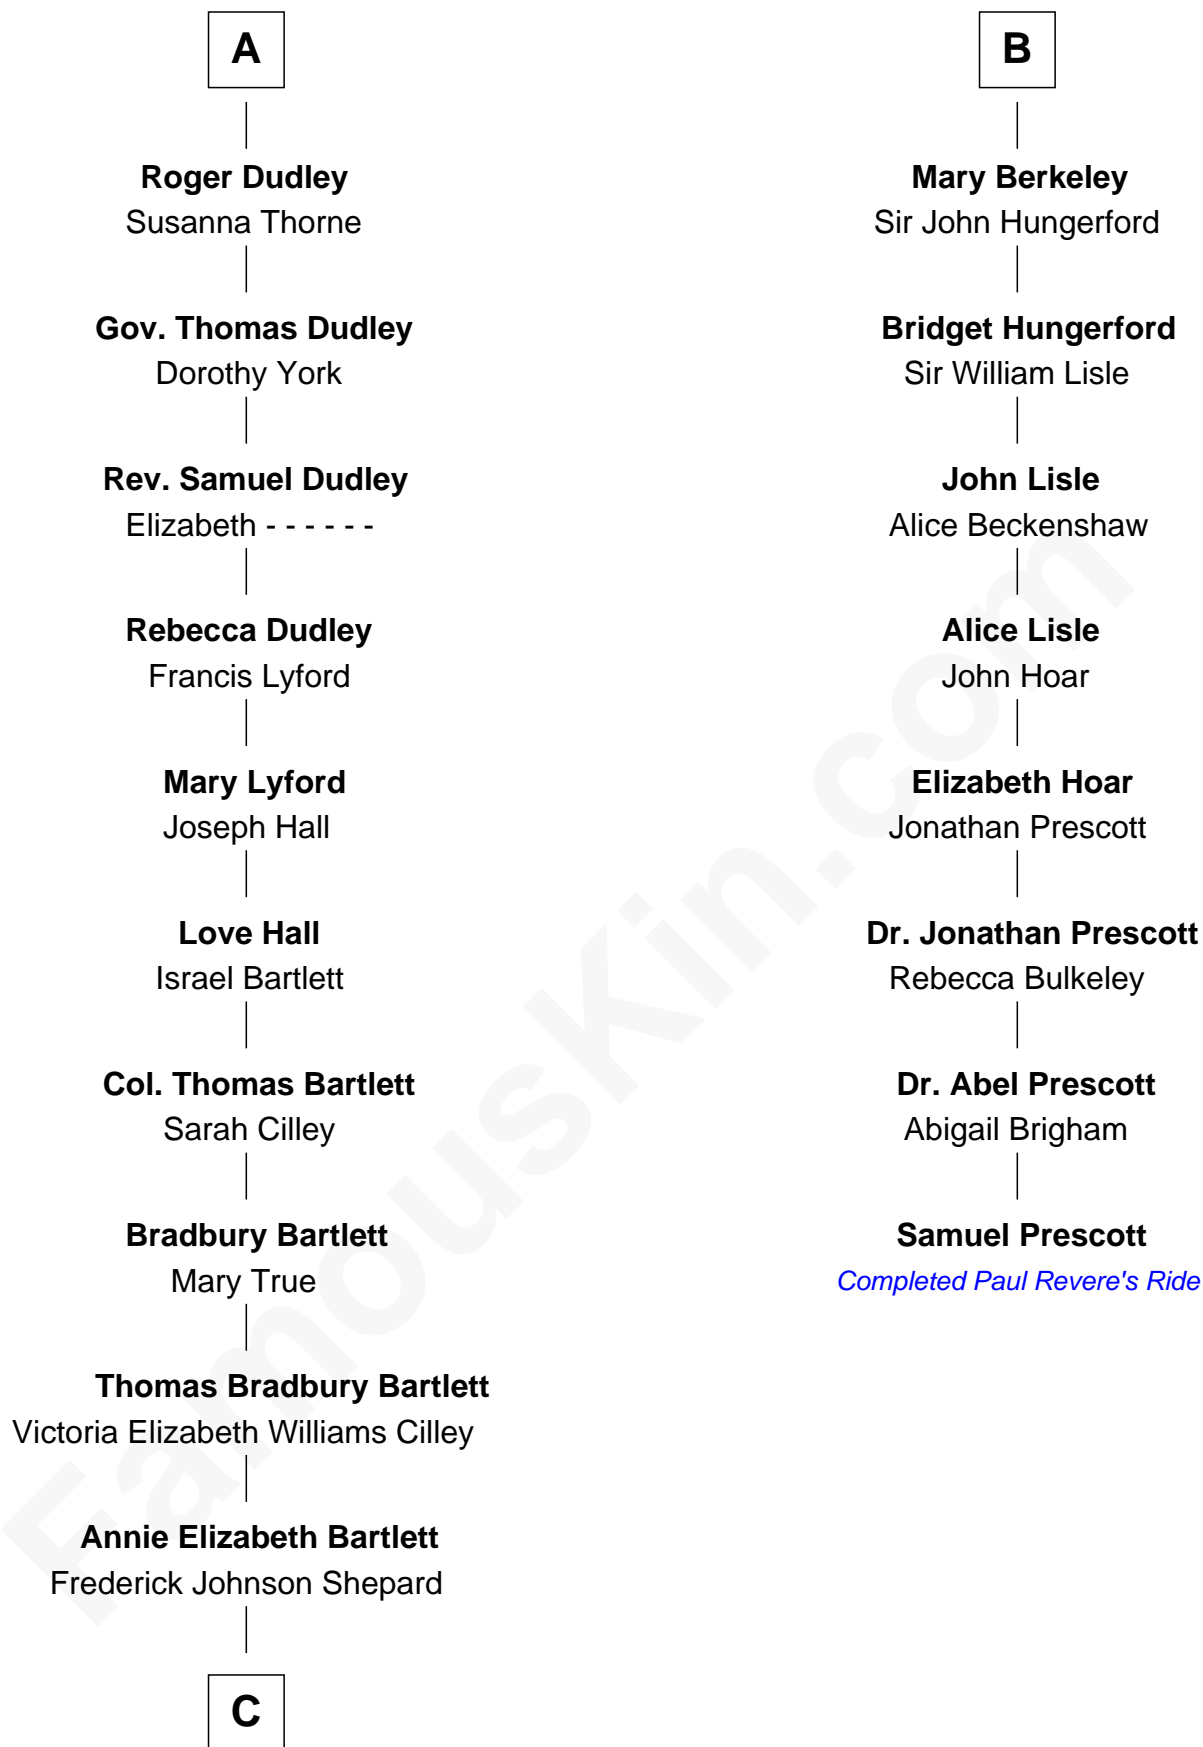 A
Roger Dudley
Susanna Thorne
Gov. Thomas Dudley
Dorothy York
Rev. Samuel Dudley
Elizabeth - - - - - -
Rebecca Dudley
Francis Lyford
Mary Lyford
Joseph Hall
Love Hall
Israel Bartlett
Col. Thomas Bartlett
Sarah Cilley
Bradbury Bartlett
Mary True
Thomas Bradbury Bartlett
Victoria Elizabeth Williams Cilley
Annie Elizabeth Bartlett
Frederick Johnson Shepard
C
B
Mary Berkeley
Sir John Hungerford
Bridget Hungerford
Sir William Lisle
John Lisle
Alice Beckenshaw
Alice Lisle
John Hoar
Elizabeth Hoar
Jonathan Prescott
Dr. Jonathan Prescott
Rebecca Bulkeley
Dr. Abel Prescott
Abigail Brigham
Samuel Prescott
Completed Paul Revere's Ride
FamousKin.com